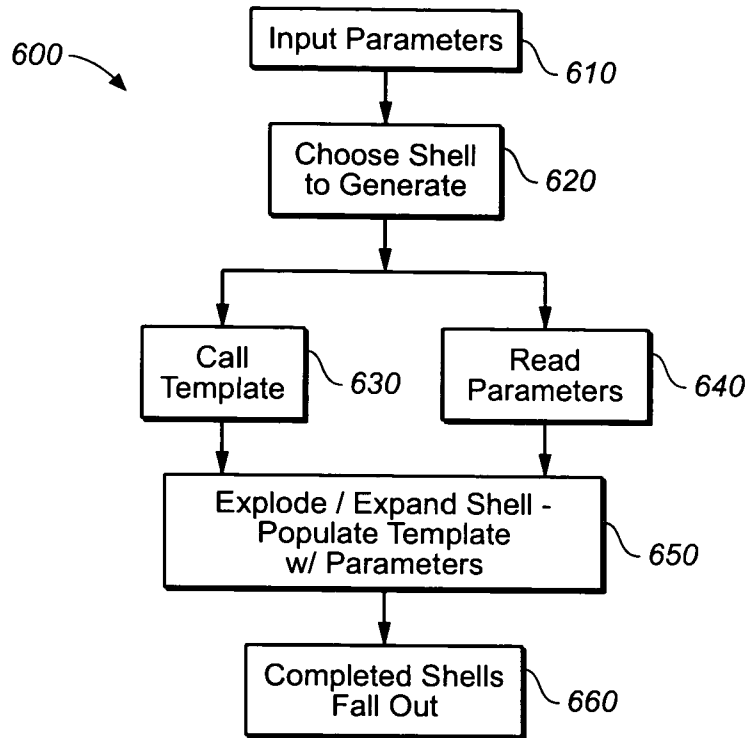 Input Parameters
600
610
Choose Shell
to Generate
620
Call
Template
630
Read
Parameters
640
Explode / Expand Shell -
Populate Template
w/ Parameters
650
Completed Shells
Fall Out
660